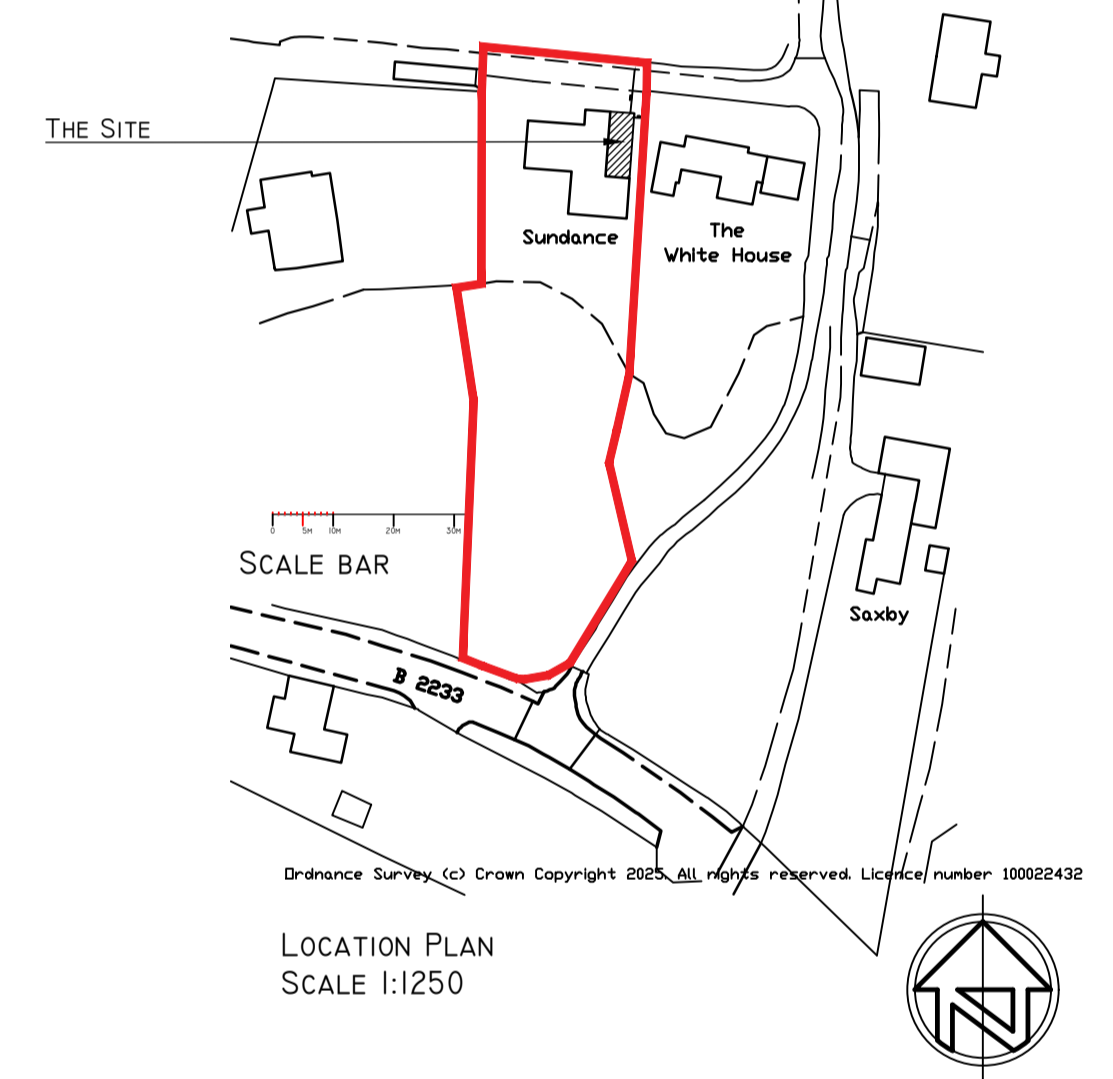 The Site
Sundance
The
White House
0 5m 10m 20m 30m
Scale bar
Saxby
B 2233
Ordnance Survey (c) Crown Copyright 2025. All rights reserved. Licence number 100022432
Location Plan
Scale 1:1250
N